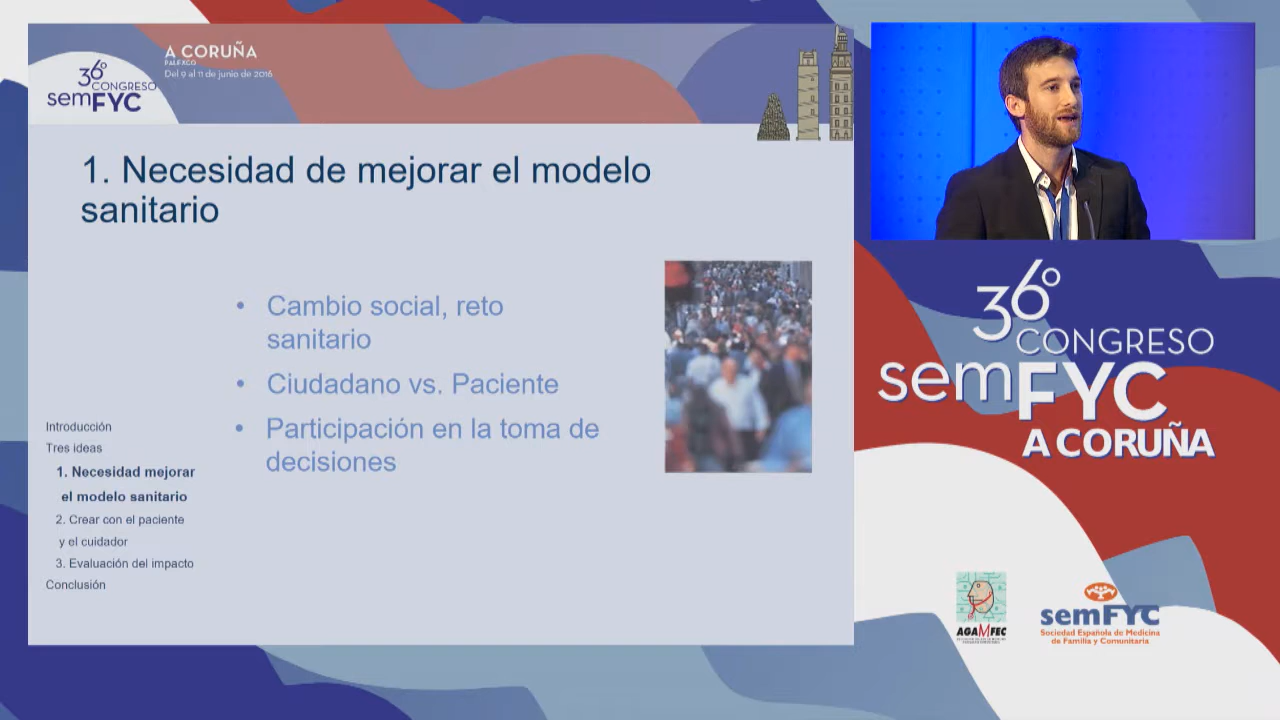 36º
CONGRESO
semFYC
A CORUÑA
PALEXCO
Del 9 al 11 de junio de 2016
1. Necesidad de mejorar el modelo
sanitario
• Cambio social, reto
sanitario
• Ciudadano vs. Paciente
• Participación en la toma de
decisiones
Introducción
Tres ideas
1. Necesidad mejorar
el modelo sanitario
2. Crear con el paciente
y el cuidador
3. Evaluación del impacto
Conclusión
36º
CONGRESO
semFYC
A CORUÑA
AGAMFEC
semFYC
Sociedad Española de Medicina
de Familia y Comunitaria